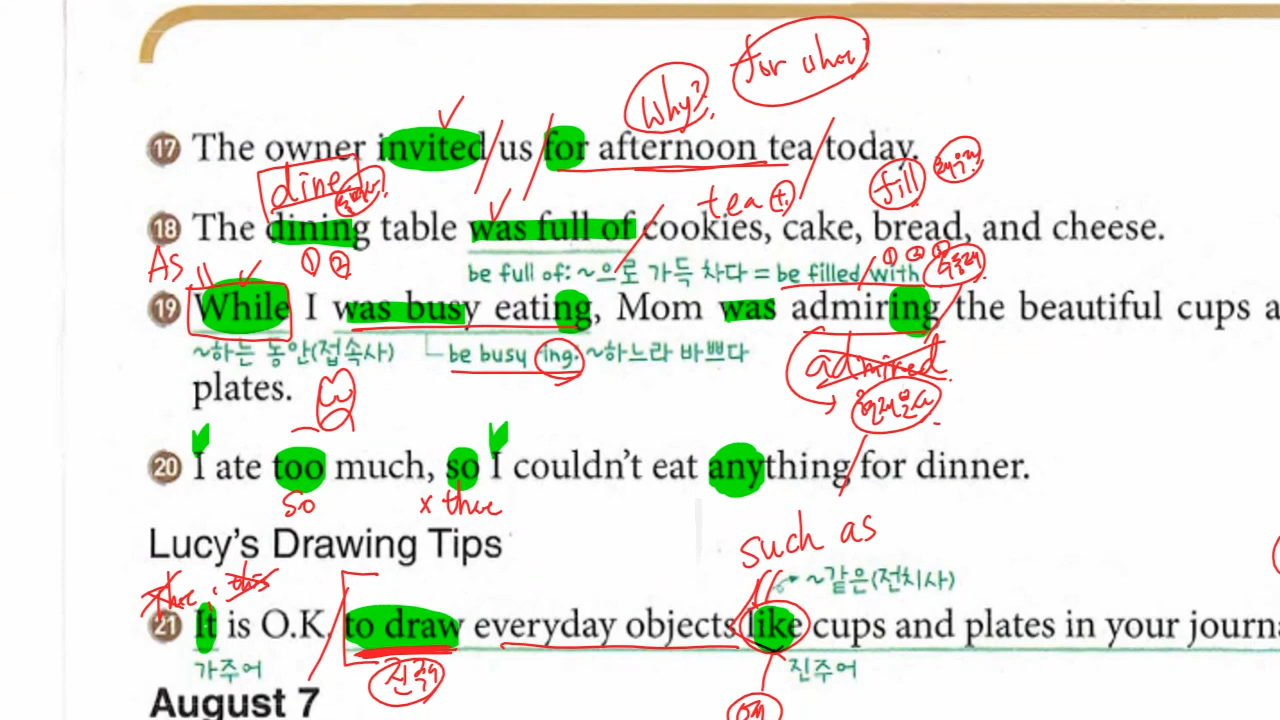 Why?
⑰ The owner invited us for afternoon tea today.
dine
tea
fill
⑱ The dining table was full of cookies, cake, bread, and cheese.
As
① ②
be full of: ~으로 가득 차다 = be filled with
⑲ While I was busy eating, Mom was admiring the beautiful cups a
~하는 동안(접속사)
be busy ing: ~하느라 바쁘다
admired
plates.
⑳ I ate too much, so I couldn't eat anything for dinner.
so
Lucy's Drawing Tips
such as
~같은(전치사)
this
㉑ It is O.K. to draw everyday objects like cups and plates in your journa
가주어
진주어
August 7